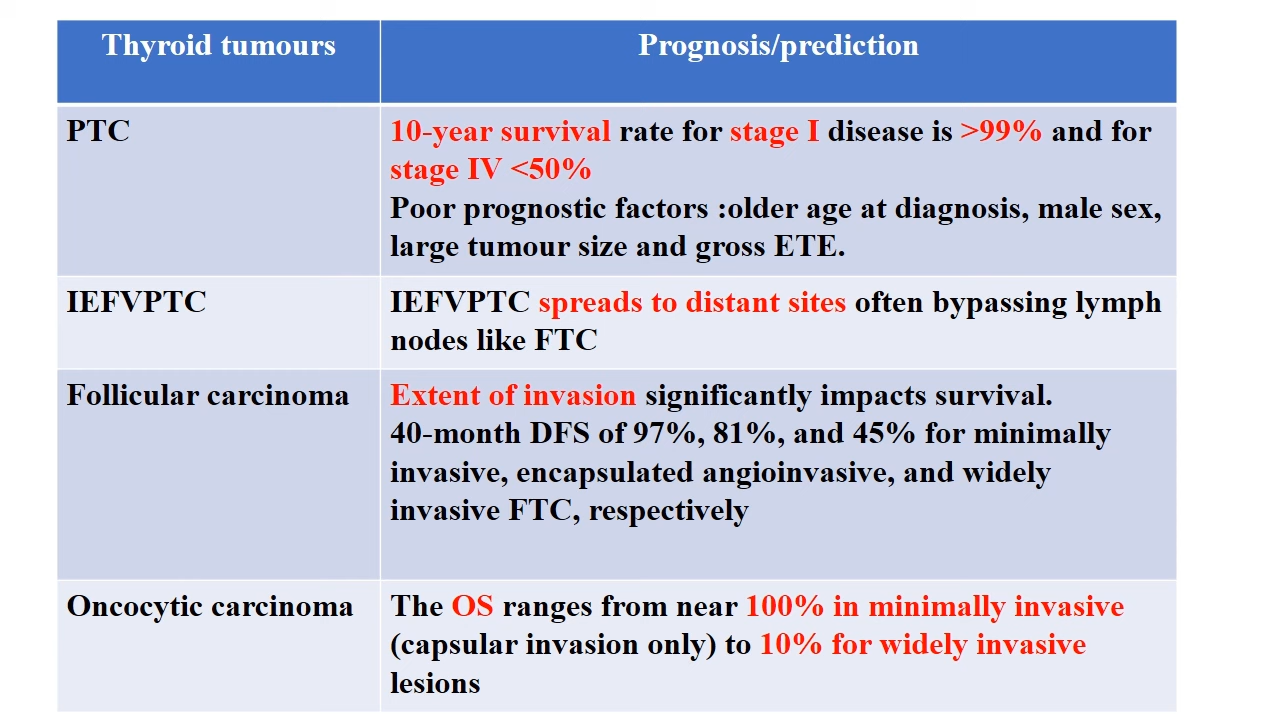 Thyroid tumours
Prognosis/prediction
PTC
10-year survival rate for stage I disease is >99% and for
stage IV <50%
Poor prognostic factors :older age at diagnosis, male sex,
large tumour size and gross ETE.
IEFVPTC
IEFVPTC spreads to distant sites often bypassing lymph
nodes like FTC
Follicular carcinoma
Extent of invasion significantly impacts survival.
40-month DFS of 97%, 81%, and 45% for minimally
invasive, encapsulated angioinvasive, and widely
invasive FTC, respectively
Oncocytic carcinoma
The OS ranges from near 100% in minimally invasive
(capsular invasion only) to 10% for widely invasive
lesions